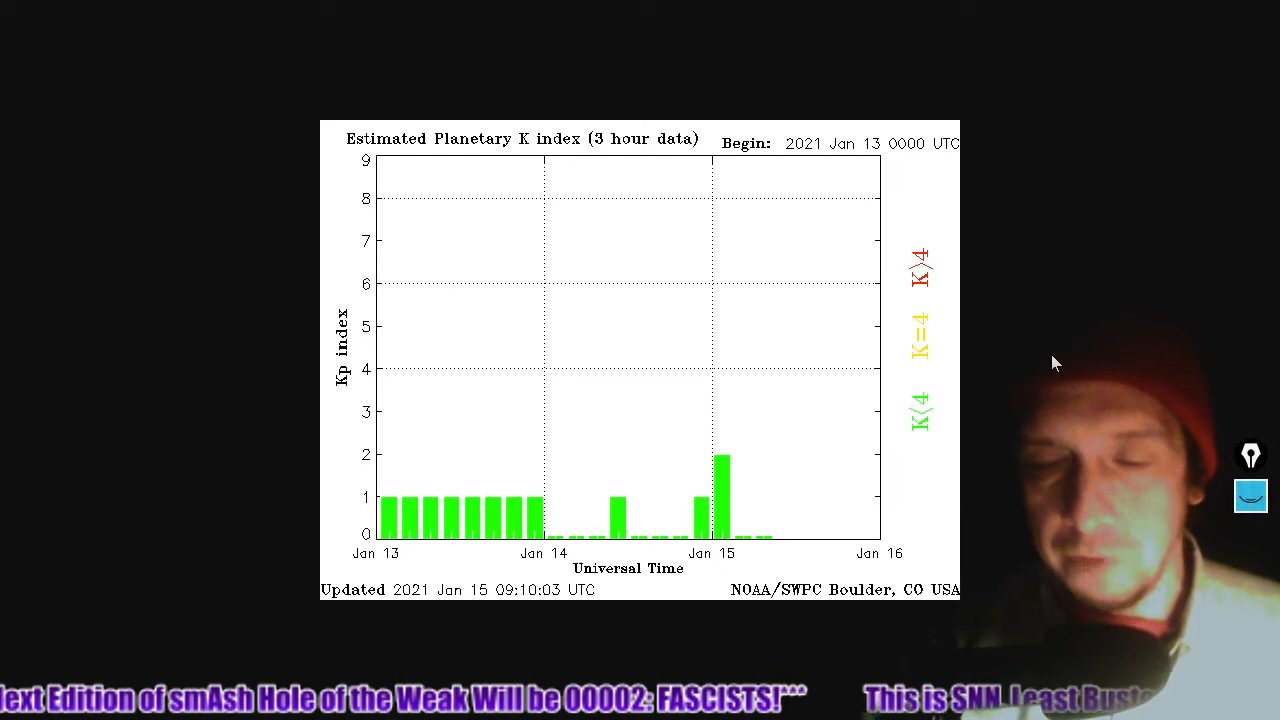 Estimated Planetary K index (3 hour data)
Begin: 2021 Jan 13 0000 UTC
9
8
7
6
5
4
3
2
1
0
Kp index
K>4
K=4
K<4
Jan 13 Jan 14 Jan 15 Jan 16
Universal Time
Updated 2021 Jan 15 09:10:03 UTC
NOAA/SWPC Boulder, CO USA
Edition of smAsh Hole of the Weak Will be 00002: FASCISTS!*** This is SNN Least